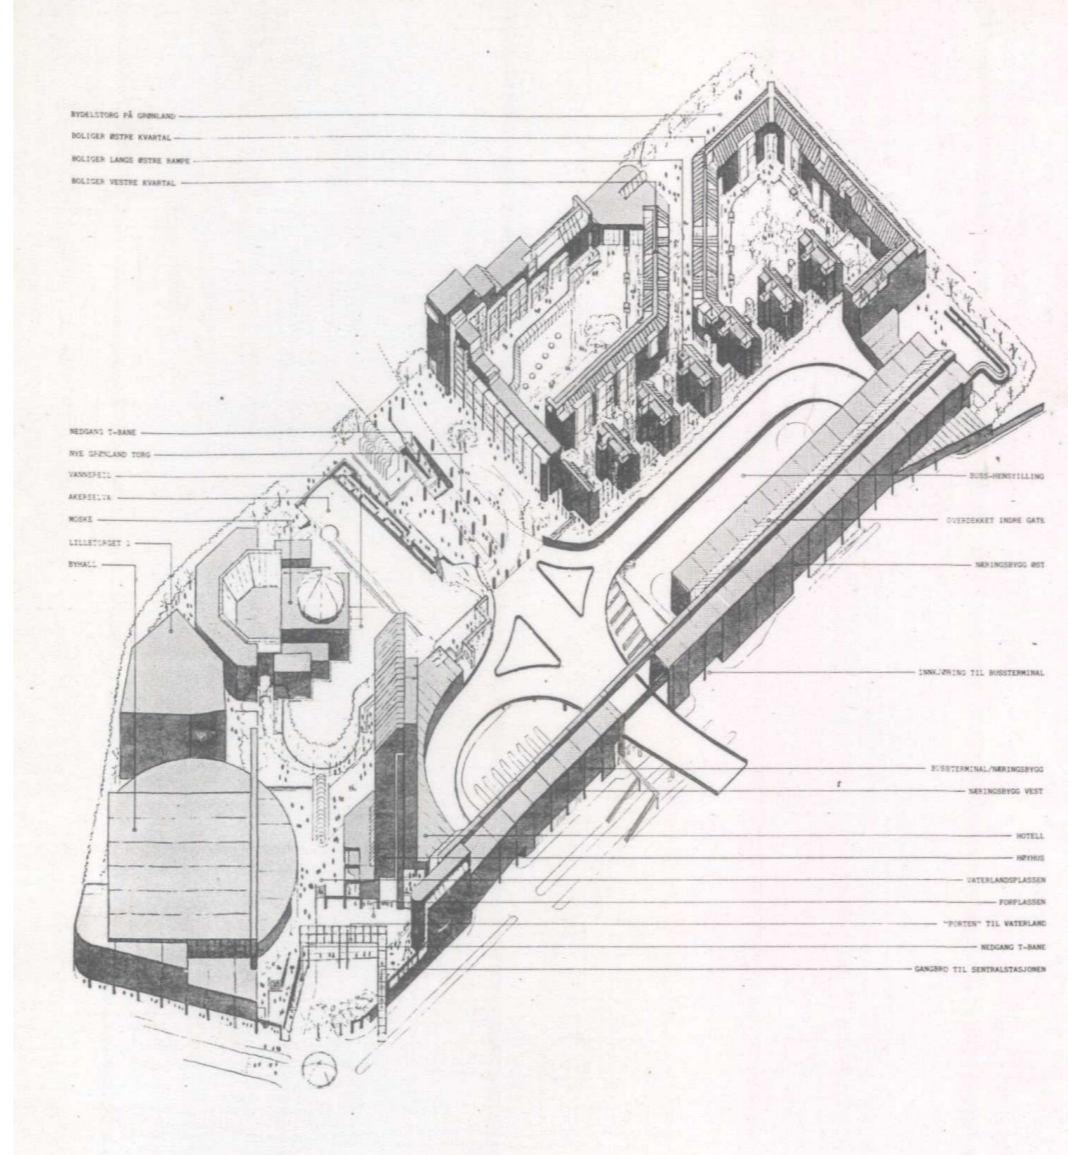 BYDELSTORG PÅ GRØNLAND
BOLIGER ØSTRE KVARTAL
BOLIGER LANGS ØSTRE RAMPE
BOLIGER VESTRE KVARTAL
NEDGANG T-BANE
NYE GRØNLAND TORG
VANNSPEIL
AKERSELVA
MOSKE
LILLETORGET 1
BYHALL
BUSS-HENSTILLING
OVERDEKKET INDRE GATE
NÆRINGSBYGG ØST
INNKJØRING TIL BUSSTERMINAL
BUSSTERMINAL/NÆRINGSBYGG
NÆRINGSBYGG VEST
HOTELL
HØYHUS
VATERLANDSPLASSEN
FORPLASSEN
"PORTEN" TIL VATERLAND
NEDGANG T-BANE
GANGBRO TIL SENTRALSTASJONEN